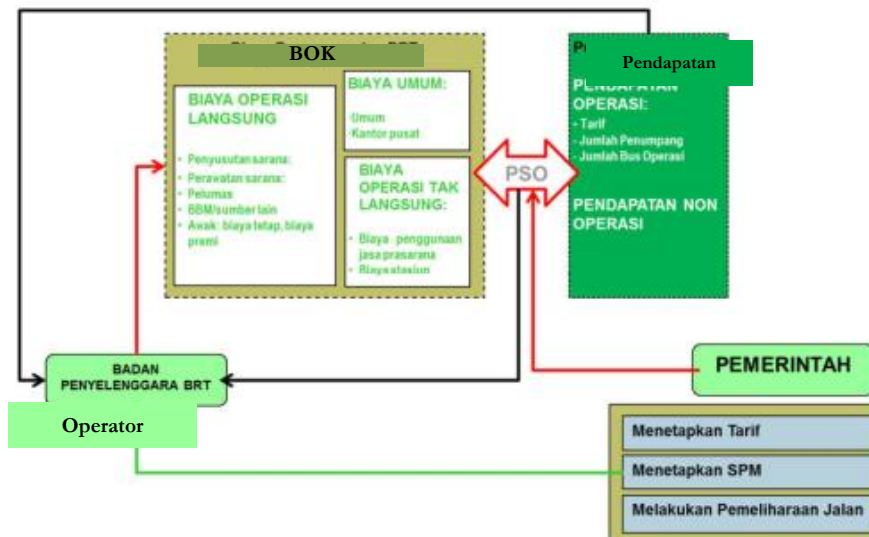 BOK
BIAYA OPERASI
LANGSUNG
• Penyusutan sarana:
• Perawatan sarana:
• Pelumas
• BBM/sumber lain
• Awak: biaya tetap, biaya
premi
BIAYA UMUM:
-Umum
-Kantor pusat
BIAYA
OPERASI TAK
LANGSUNG:
• Biaya penggunaan
jasa prasarana
• Biaya stasiun
PSO
Pendapatan
PENDAPATAN
OPERASI:
- Tarif
- Jumlah Penumpang
- Jumlah Bus Operasi
PENDAPATAN NON
OPERASI
BADAN
PENYELENGGARA BRT
Operator
PEMERINTAH
Menetapkan Tarif
Menetapkan SPM
Melakukan Pemeliharaan Jalan